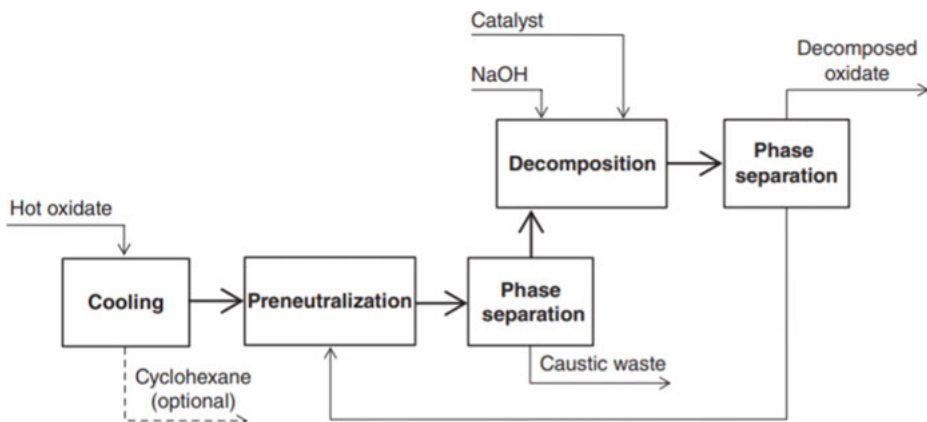 Catalyst
Decomposed
oxidate
NaOH
Decomposition
Phase
separation
Hot oxidate
Cooling
Preneutralization
Phase
separation
Caustic waste
Cyclohexane
(optional)